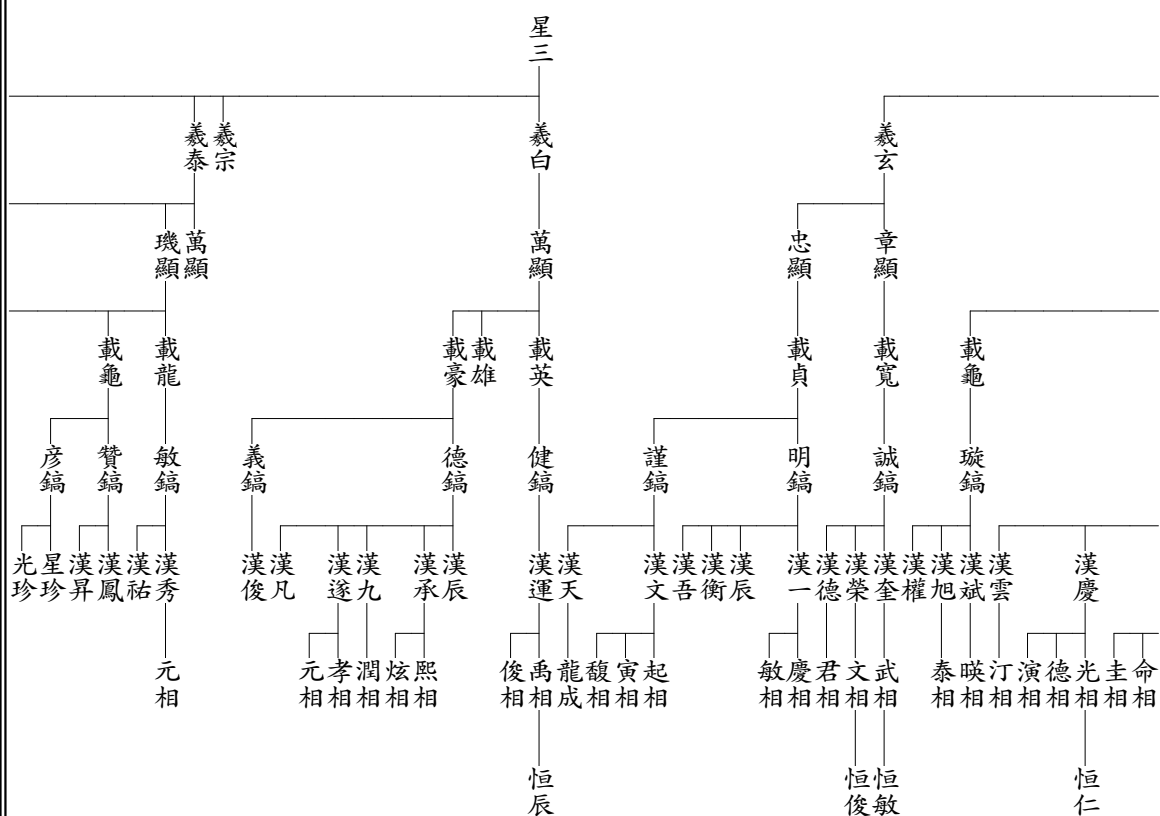 星三
羲玄
羲白
羲宗
羲泰
章顯
忠顯
萬顯
萬顯
璣顯
載龜
載寬
載貞
載英
載雄
載豪
載龍
載龜
璇鎬
誠鎬
明鎬
謹鎬
健鎬
德鎬
義鎬
敏鎬
贊鎬
彦鎬
漢慶
漢雲
漢斌
漢旭
漢權
漢奎
漢榮
漢德
漢一
漢辰
漢衡
漢吾
漢文
漢天
漢運
漢辰
漢承
漢九
漢遂
漢凡
漢俊
漢秀
漢祐
漢鳳
漢昇
星珍
光珍
命相
圭相
光相
德相
演相
汀相
暎相
泰相
武相
文相
君相
慶相
敏相
起相
寅相
馥相
龍成
禹相
俊相
熙相
炫相
潤相
孝相
元相
元相
恒仁
恒敏
恒俊
恒辰